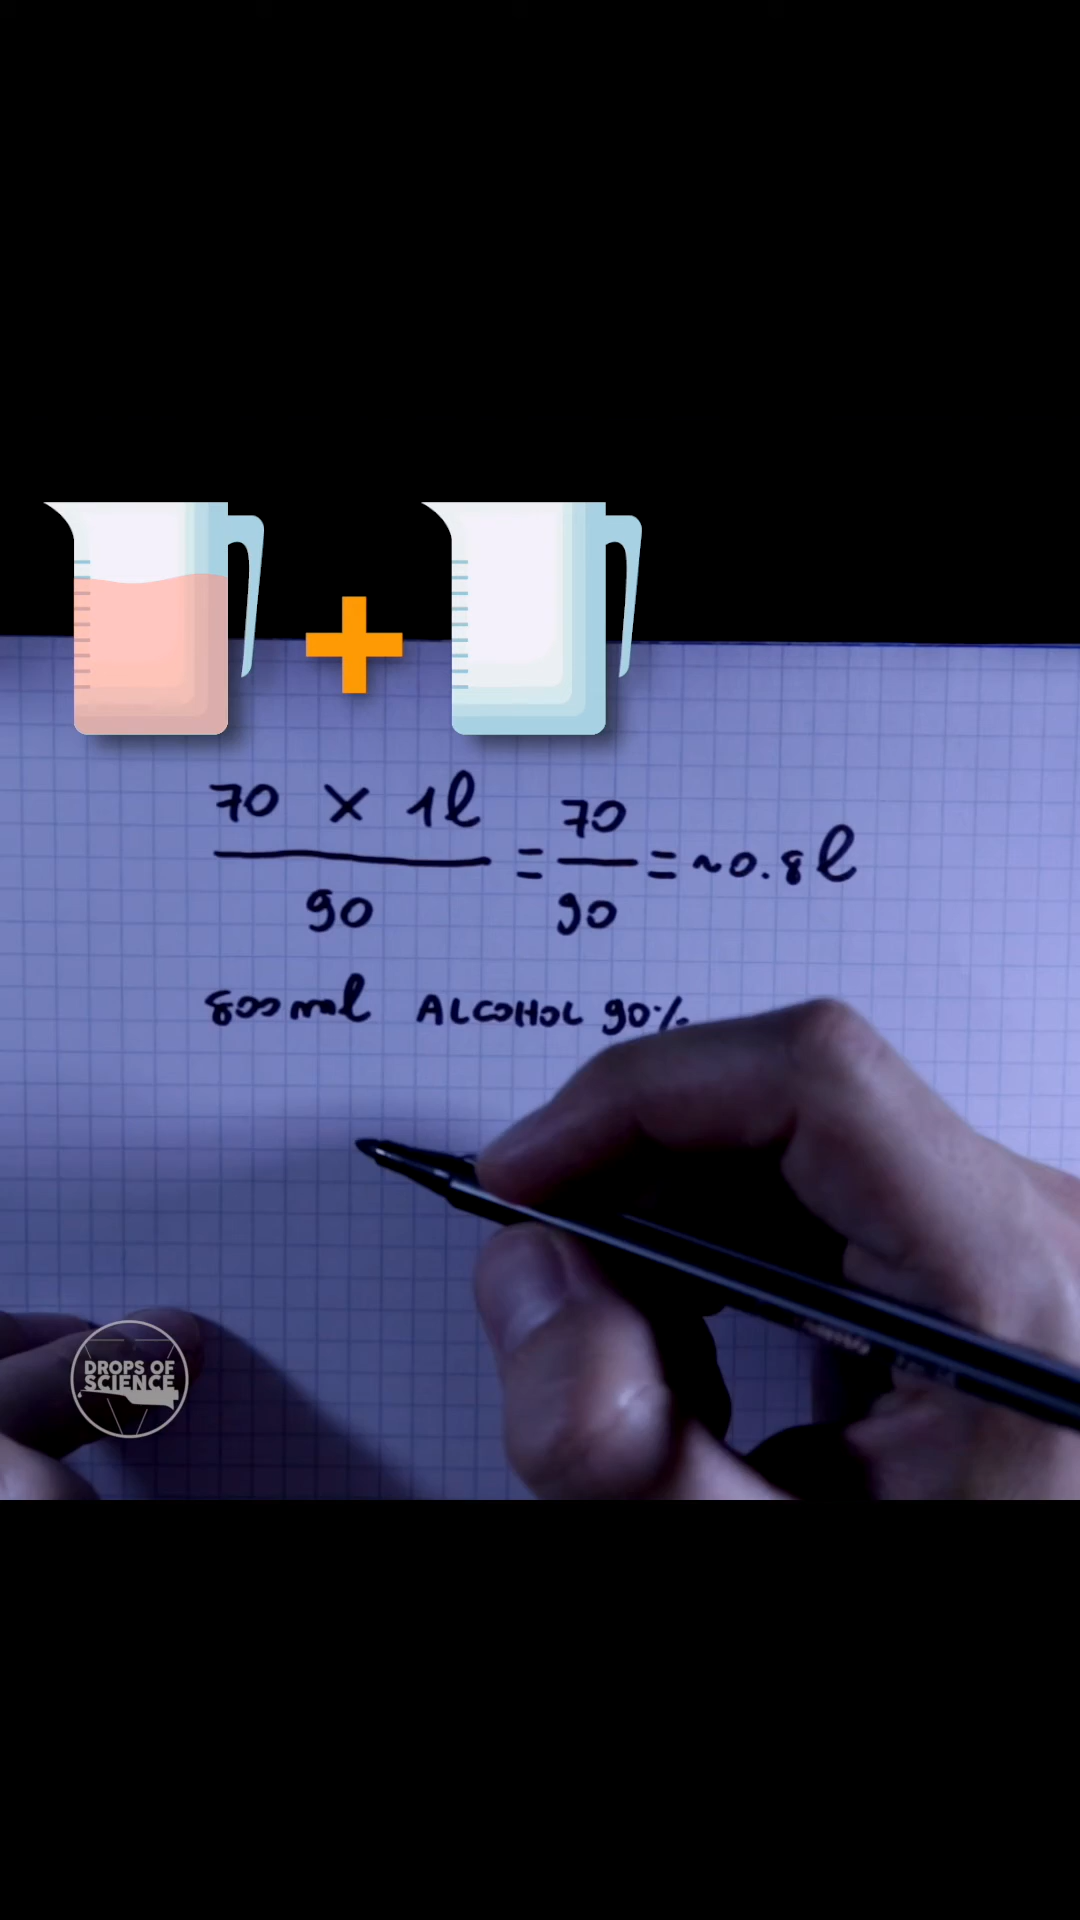 70 × 1l / 90 = 70 / 90 = ~0.8l
800 ml ALCOHOL 90%
DROPS OF
SCIENCE